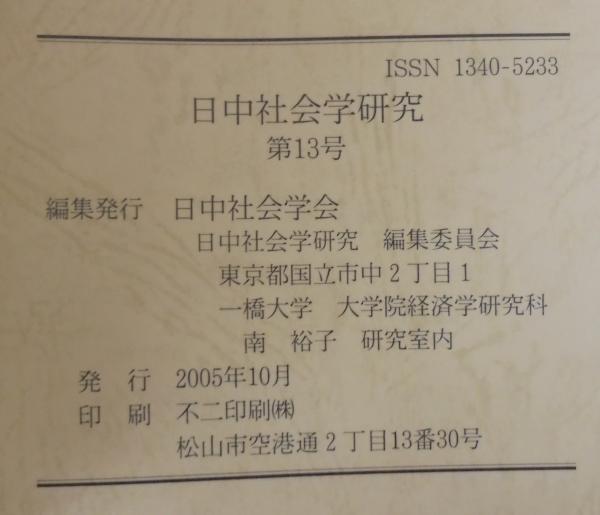 ISSN 1340-5233
日中社会学研究
第13号
編集発行 日中社会学会
日中社会学研究 編集委員会
東京都国立市中2丁目1
一橋大学 大学院経済学研究科
南 裕子 研究室内
発 行 2005年10月
印 刷 不二印刷㈱
松山市空港通2丁目13番30号